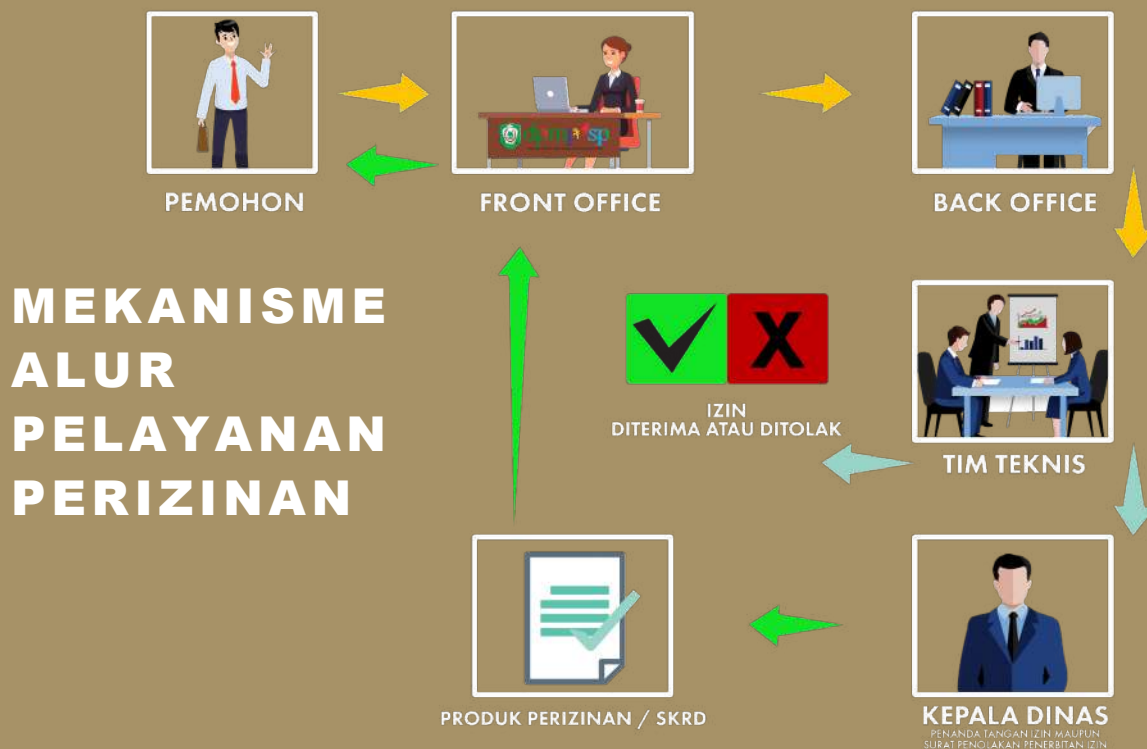 PEMOHON
FRONT OFFICE
BACK OFFICE
MEKANISME
ALUR
PELAYANAN
PERIZINAN
IZIN
DITERIMA ATAU DITOLAK
TIM TEKNIS
PRODUK PERIZINAN / SKRD
KEPALA DINAS
PENANDA TANGAN IZIN MAUPUN
SURAT PENOLAKAN PENERBITAN IZIN